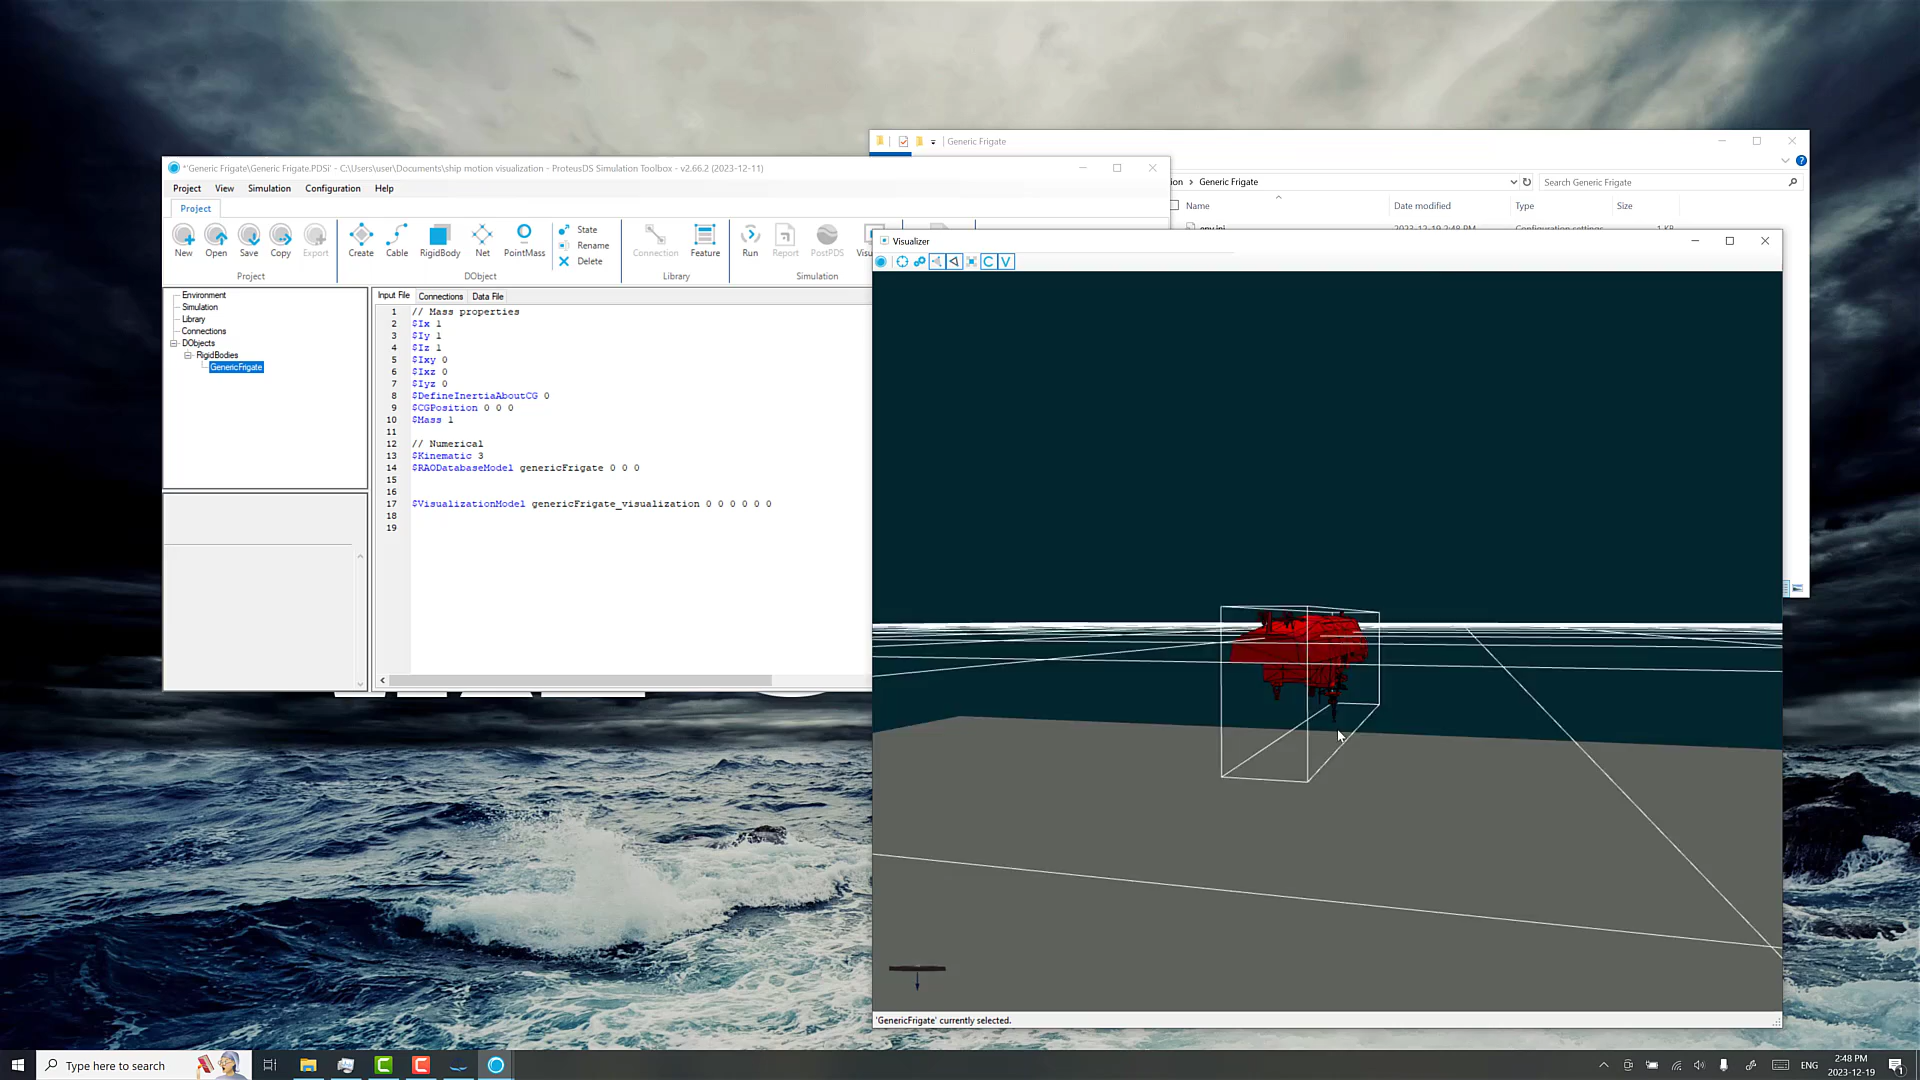 Generic Frigate
*'Generic Frigate\Generic Frigate.PDSi' - C:\Users\user\Documents\ship motion visualization - ProteusDS Simulation Toolbox - v2.66.2 (2023-12-11)
Project View Simulation Configuration Help
Project
New Open Save Copy Export Create Cable RigidBody Net PointMass State Rename Delete Connection Feature Run Report PostPDS
Project DObject Library Simulation
Generic Frigate
Search Generic Frigate
Name Date modified Type Size
Environment
Simulation
Library
Connections
DObjects
RigidBodies
GenericFrigate
Input File Connections Data File
1 // Mass properties
2 $Ix 1
3 $Iy 1
4 $Iz 1
5 $Ixy 0
6 $Ixz 0
7 $Iyz 0
8 $DefineInertiaAboutCG 0
9 $CGPosition 0 0 0
10 $Mass 1
11
12 // Numerical
13 $Kinematic 3
14 $RAODatabaseModel genericFrigate 0 0 0
15
16
17 $VisualizationModel genericFrigate_visualization 0 0 0 0 0 0
18
19
Visualizer
C V
'GenericFrigate' currently selected.
Type here to search
ENG
2:48 PM
2023-12-19